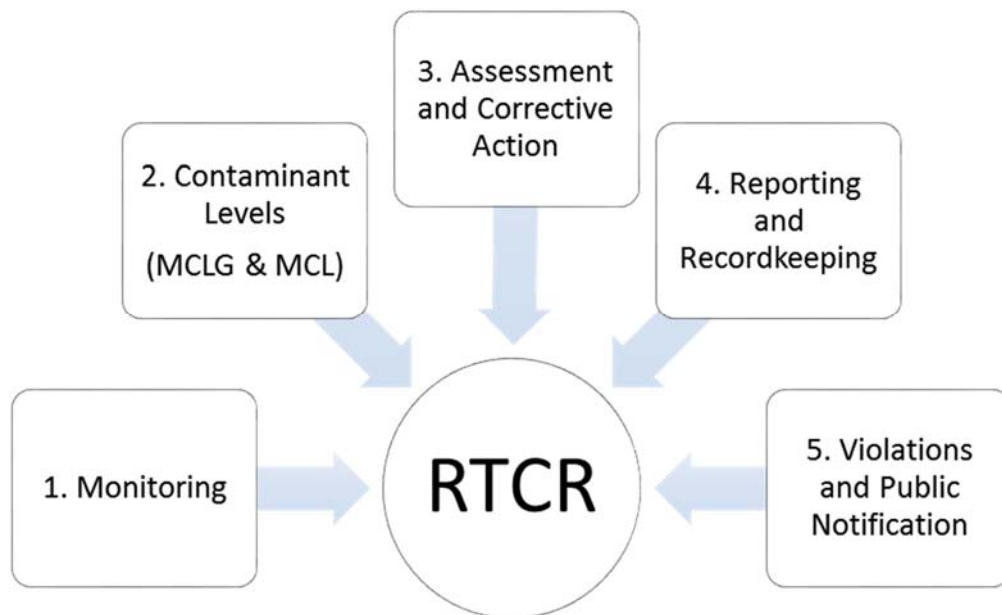 1. Monitoring
2. Contaminant
Levels
(MCLG & MCL)
3. Assessment
and Corrective
Action
4. Reporting
and
Recordkeeping
5. Violations
and Public
Notification
RTCR